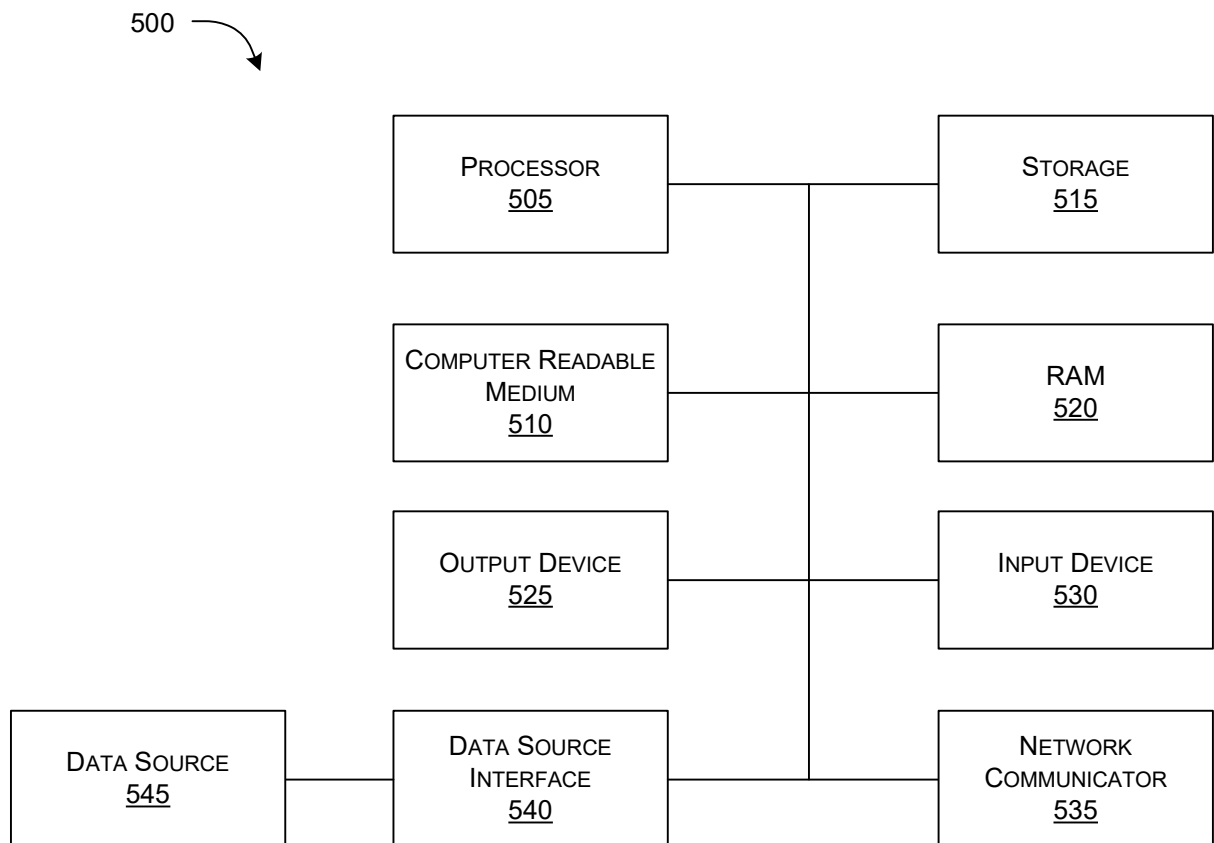 500
PROCESSOR
505
STORAGE
515
COMPUTER READABLE
MEDIUM
510
RAM
520
OUTPUT DEVICE
525
INPUT DEVICE
530
DATA SOURCE
545
DATA SOURCE
INTERFACE
540
NETWORK
COMMUNICATOR
535